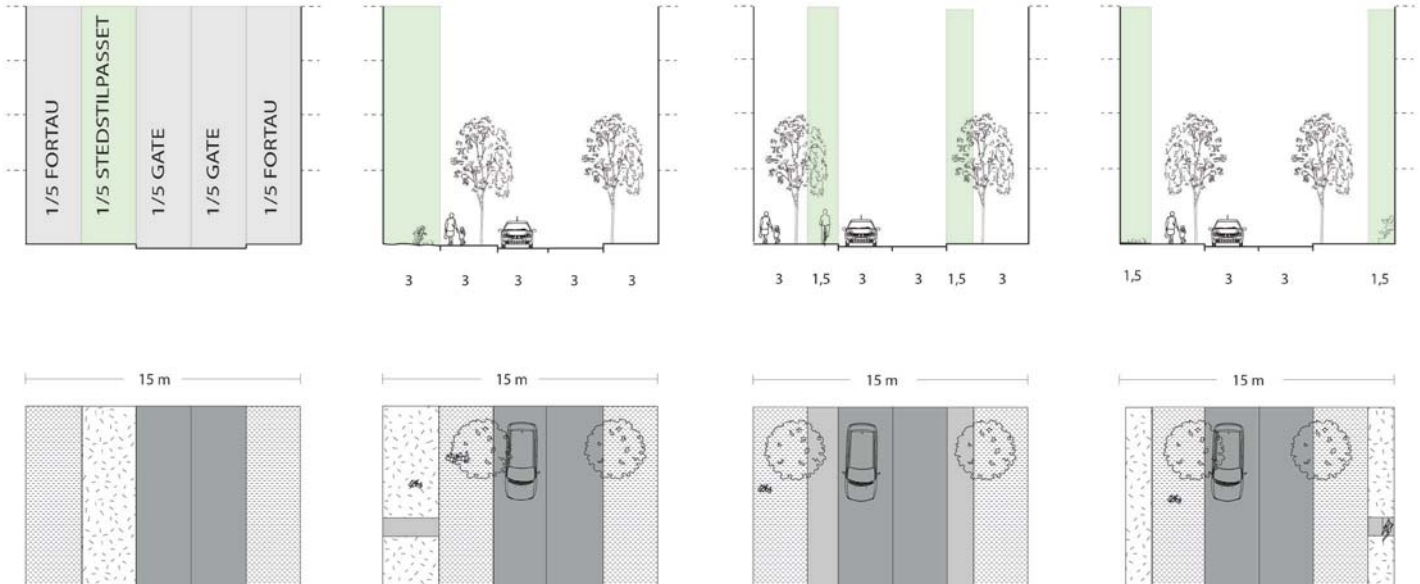 1/5 FORTAU
1/5 STEDSTILPASSET
1/5 GATE
1/5 GATE
1/5 FORTAU
3 3 3 3 3
3 1,5 3 3 1,5 3
1,5 3 3 1,5
15 m
15 m
15 m
15 m